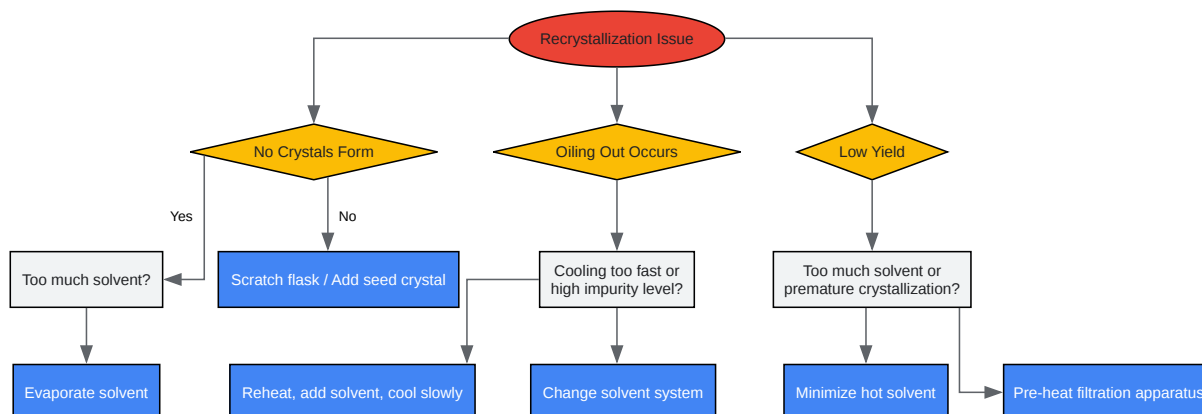 Recrystallization Issue
No Crystals Form
Oiling Out Occurs
Low Yield
Yes
No
Too much solvent?
Scratch flask / Add seed crystal
Cooling too fast or
high impurity level?
Too much solvent or
premature crystallization?
Evaporate solvent
Reheat, add solvent, cool slowly
Change solvent system
Minimize hot solvent
Pre-heat filtration apparatus